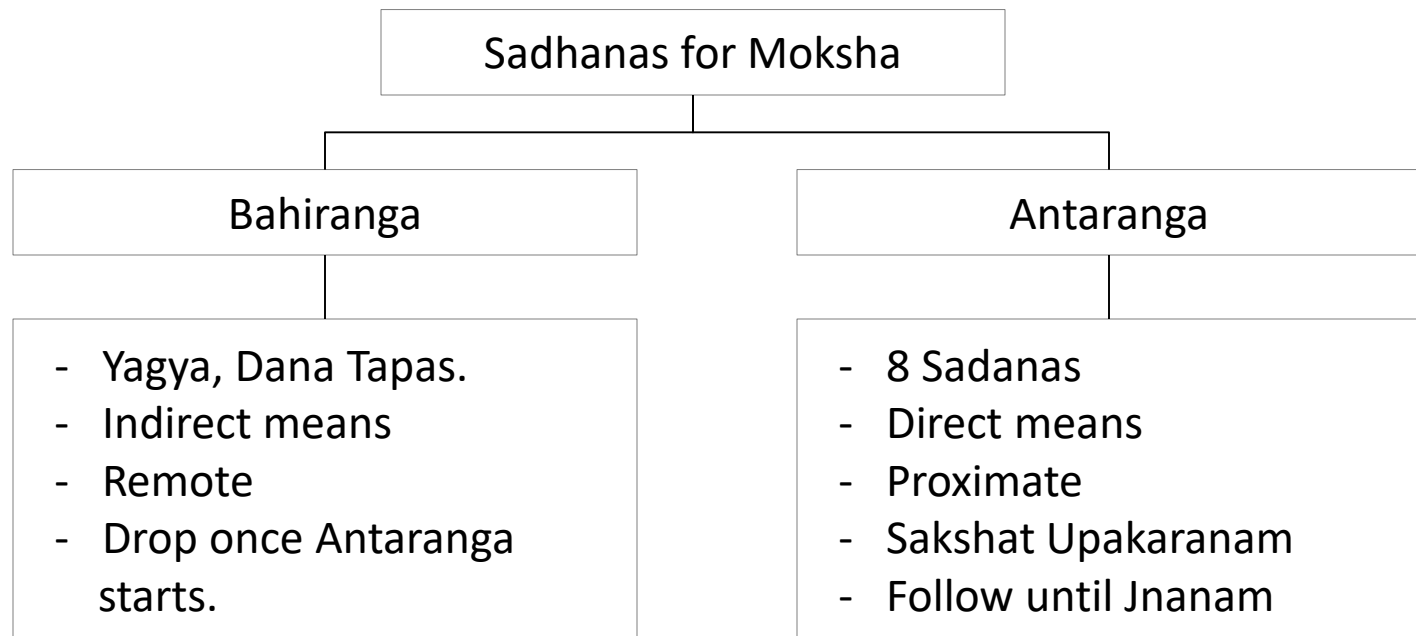 Sadhanas for Moksha
Bahiranga
Antaranga
- Yagya, Dana Tapas.
- Indirect means
- Remote
- Drop once Antaranga
starts.
- 8 Sadanas
- Direct means
- Proximate
- Sakshat Upakaranam
- Follow until Jnanam